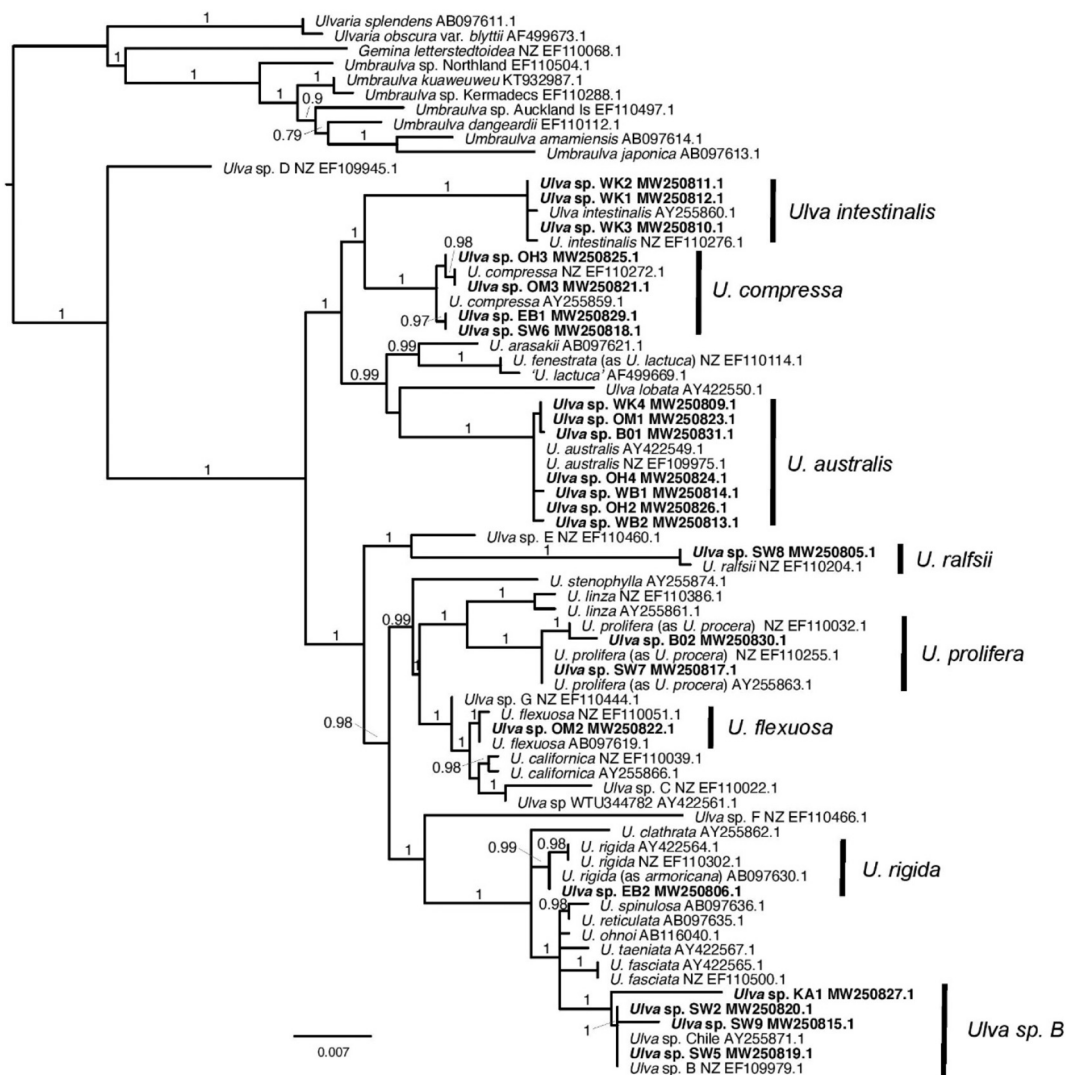 1
Ulvaria splendens AB097611.1
Ulvaria obscura var. blyttii AF499673.1
1
Gemina letterstedtoidea NZ EF110068.1
1
Umbraulva sp. Northland EF110504.1
1
Umbraulva kuaweuweu KT932987.1
1
0.9
Umbraulva sp. Kermadecs EF110288.1
Umbraulva sp. Auckland Is EF110497.1
0.79
Umbraulva dangeardii EF110112.1
1
Umbraulva amamiensis AB097614.1
Umbraulva japonica AB097613.1
Ulva sp. D NZ EF109945.1
1
Ulva sp. WK2 MW250811.1
Ulva sp. WK1 MW250812.1
Ulva intestinalis AY255860.1
Ulva intestinalis
Ulva sp. WK3 MW250810.1
1
U. intestinalis NZ EF110276.1
0.98
Ulva sp. OH3 MW250825.1
U. compressa NZ EF110272.1
1
Ulva sp. OM3 MW250821.1
U. compressa
U. compressa AY255859.1
1
1
0.97
Ulva sp. EB1 MW250829.1
Ulva sp. SW6 MW250818.1
0.99
U. arasakii AB097621.1
1
U. fenestrata (as U. lactuca) NZ EF110114.1
0.99
'U. lactuca' AF499669.1
Ulva lobata AY422550.1
Ulva sp. WK4 MW250809.1
Ulva sp. OM1 MW250823.1
1
Ulva sp. B01 MW250831.1
U. australis AY422549.1
U. australis NZ EF109975.1
U. australis
1
Ulva sp. OH4 MW250824.1
Ulva sp. WB1 MW250814.1
Ulva sp. OH2 MW250826.1
Ulva sp. WB2 MW250813.1
1
Ulva sp. E NZ EF110460.1
1
Ulva sp. SW8 MW250805.1
U. ralfsii NZ EF110204.1
U. ralfsii
U. stenophylla AY255874.1
1
U. linza NZ EF110386.1
U. linza AY255861.1
0.99
1
U. prolifera (as U. procera) NZ EF110032.1
1
1
Ulva sp. B02 MW250830.1
U. prolifera (as U. procera) NZ EF110255.1
U. prolifera
1
Ulva sp. SW7 MW250817.1
U. prolifera (as U. procera) AY255863.1
Ulva sp. G NZ EF110444.1
0.98
1
1
U. flexuosa NZ EF110051.1
Ulva sp. OM2 MW250822.1
U. flexuosa
1
U. flexuosa AB097619.1
0.98
U. californica NZ EF110039.1
U. californica AY255866.1
1
Ulva sp. C NZ EF110022.1
Ulva sp WTU344782 AY422561.1
Ulva sp. F NZ EF110466.1
U. clathrata AY255862.1
1
0.99
0.98
U. rigida AY422564.1
U. rigida NZ EF110302.1
U. rigida
U. rigida (as armoricana) AB097630.1
1
Ulva sp. EB2 MW250806.1
0.98
U. spinulosa AB097636.1
U. reticulata AB097635.1
U. ohnoi AB116040.1
1
U. taeniata AY422567.1
1
U. fasciata AY422565.1
U. fasciata NZ EF110500.1
1
Ulva sp. KA1 MW250827.1
Ulva sp. SW2 MW250820.1
1
Ulva sp. SW9 MW250815.1
Ulva sp. B
Ulva sp. Chile AY255871.1
Ulva sp. SW5 MW250819.1
Ulva sp. B NZ EF109979.1
0.007